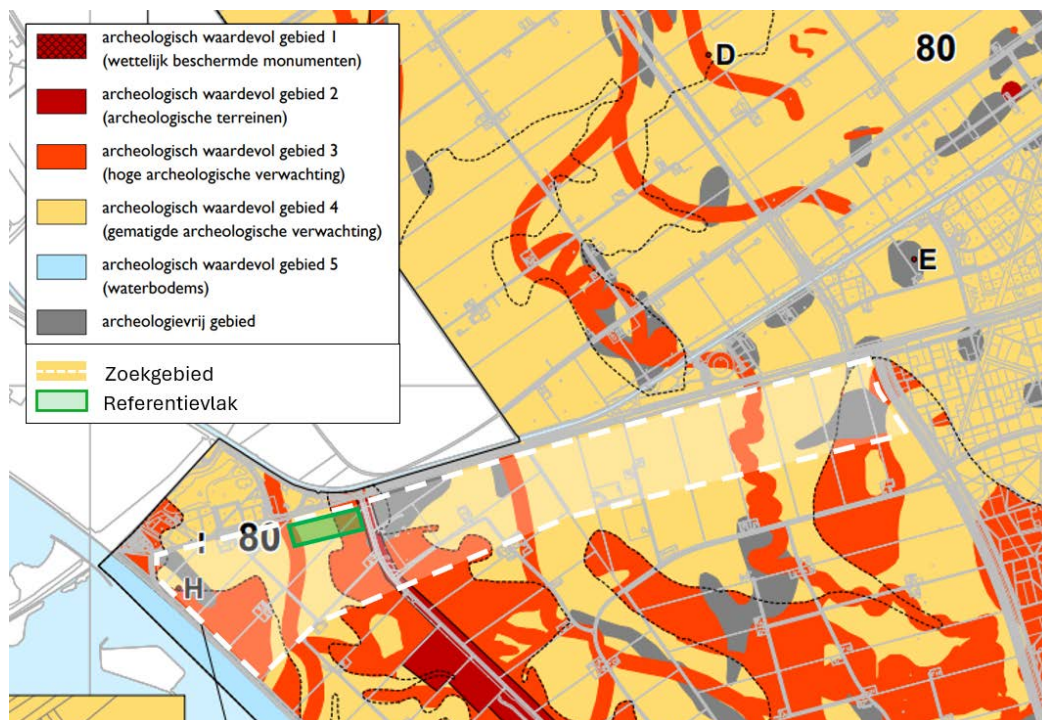 archeologisch waardevol gebied 1
(wettelijk beschermde monumenten)
archeologisch waardevol gebied 2
(archeologische terreinen)
archeologisch waardevol gebied 3
(hoge archeologische verwachting)
archeologisch waardevol gebied 4
(gematigde archeologische verwachting)
archeologisch waardevol gebied 5
(waterbodems)
archeologievrij gebied
Zoekgebied
Referentievlak
D
80
E
80
I
H